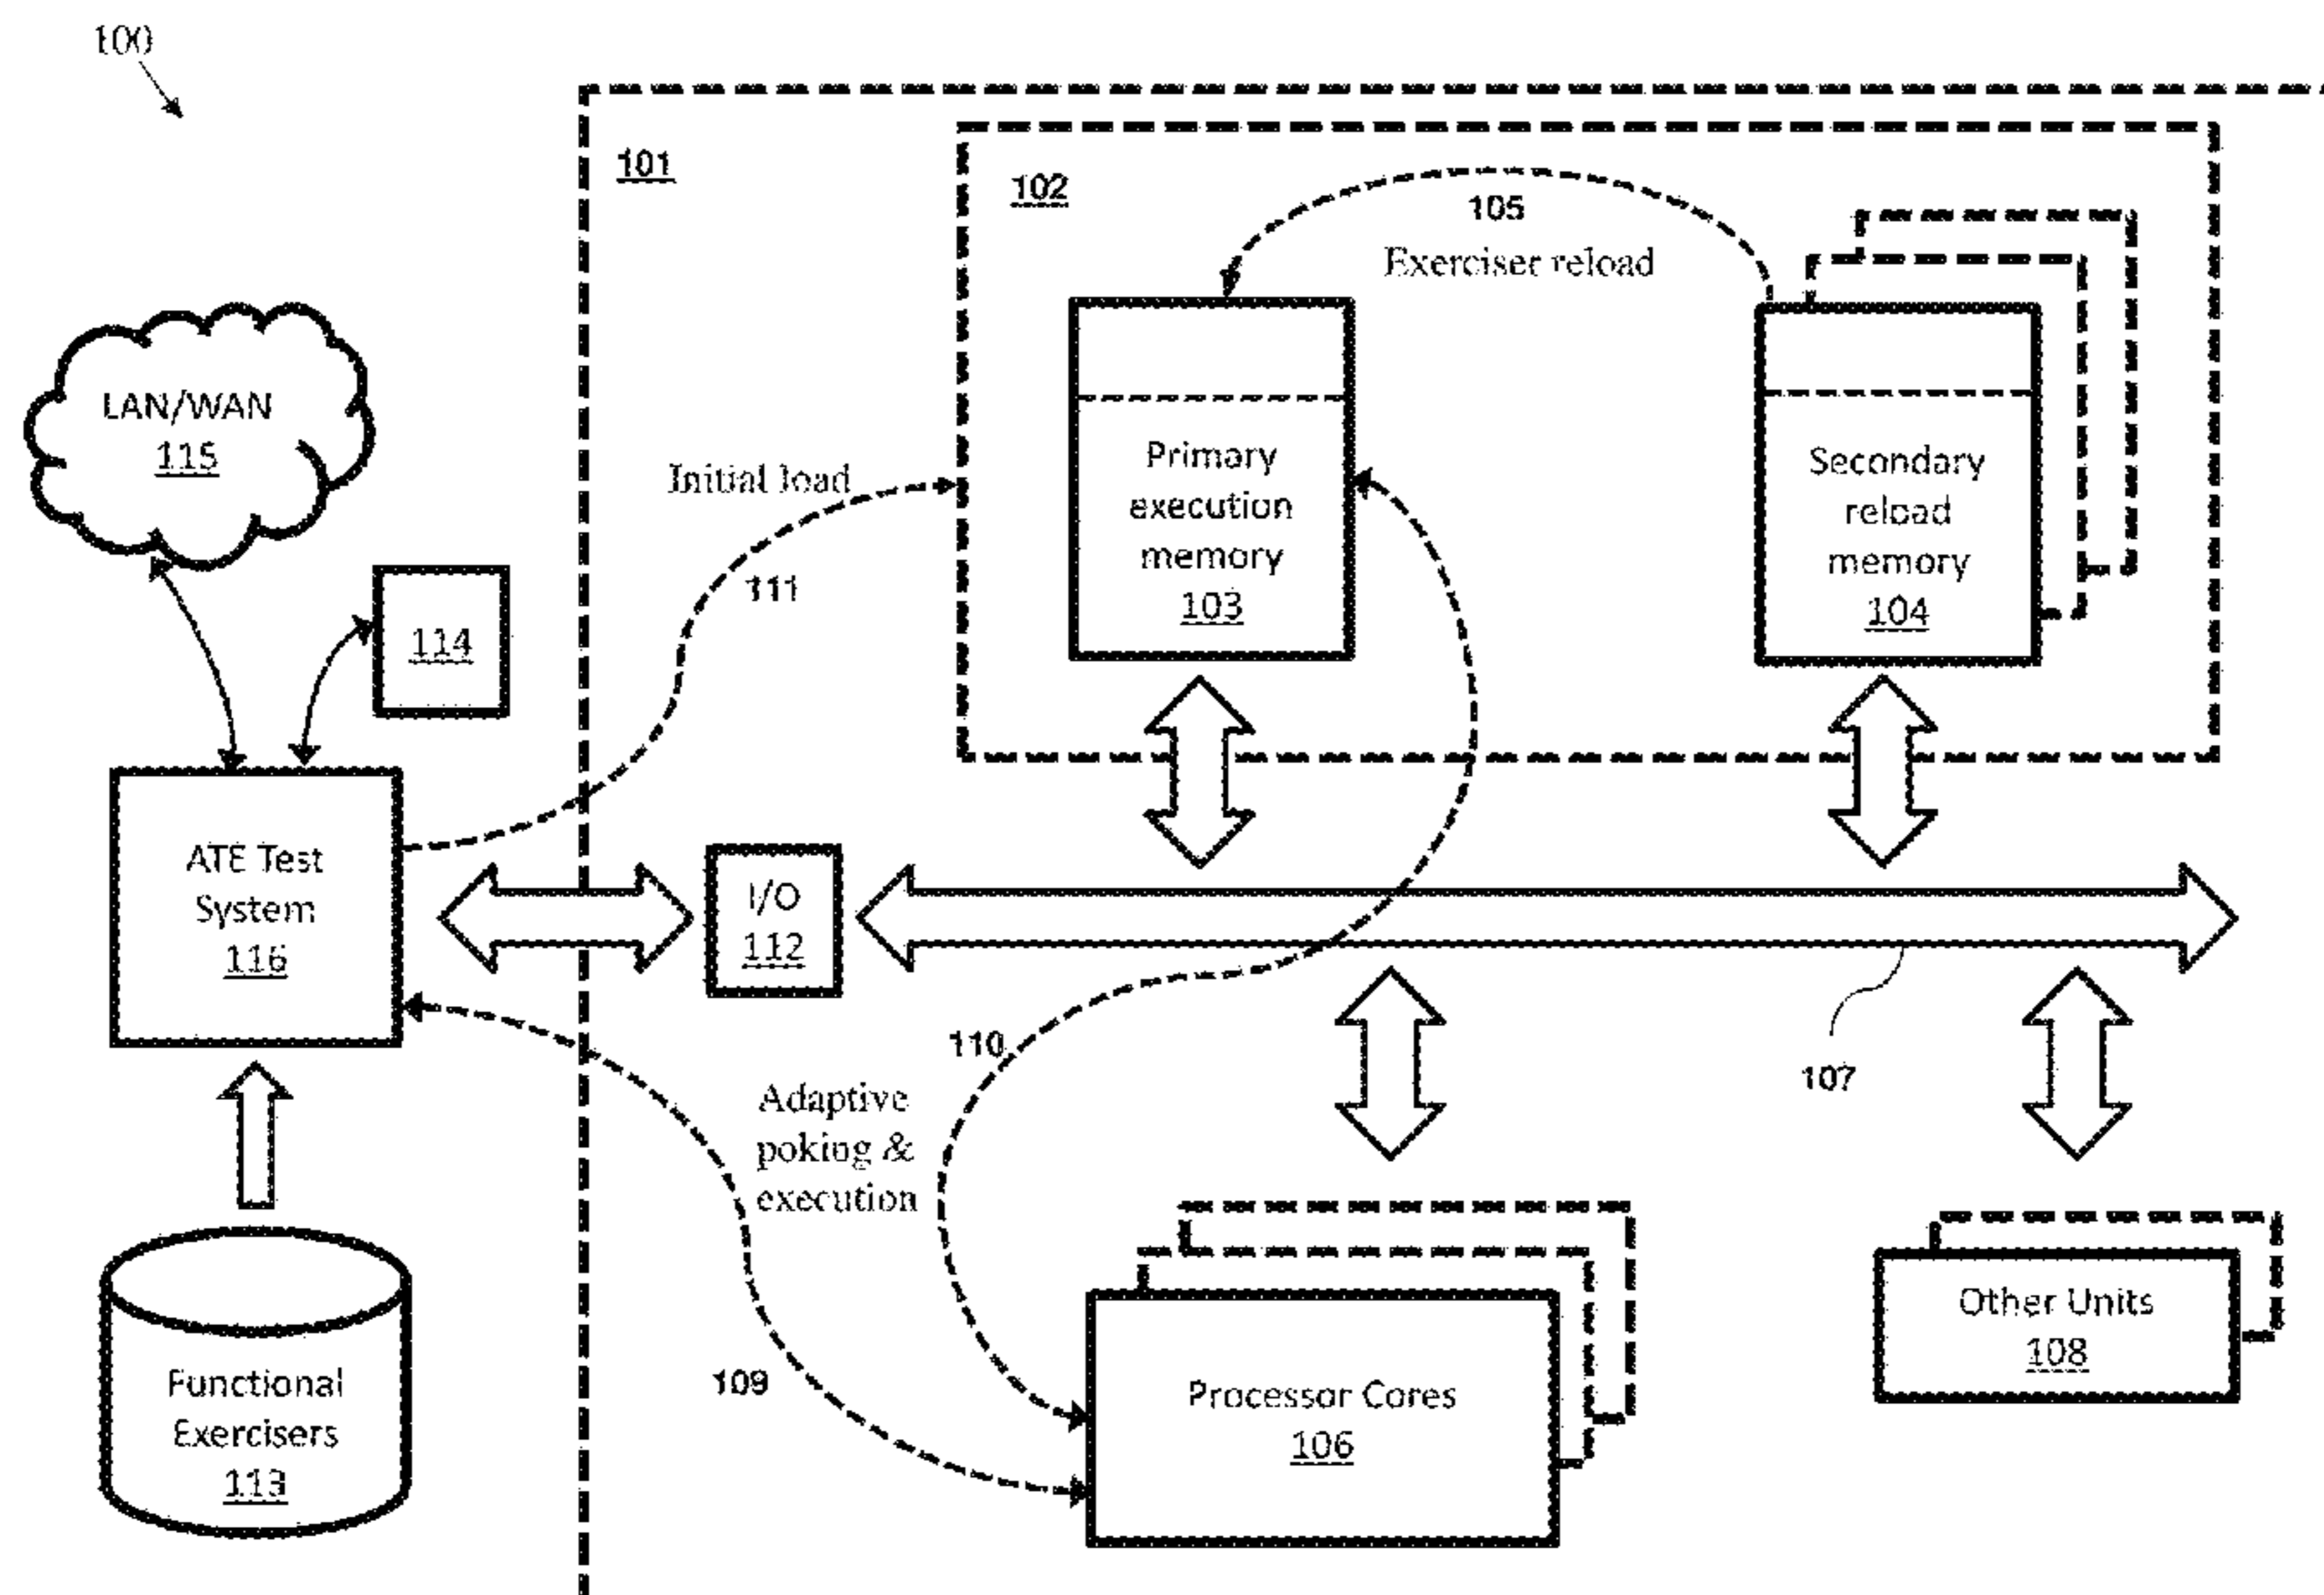 100
101
102
105
Exerciser reload
LAN/WAN
115
Initial load
111
Primary
execution
memory
103
Secondary
reload
memory
104
114
ATE Test
System
116
I/O
112
110
107
Adaptive
poking &
execution
109
Functional
Exercisers
113
Processor Cores
106
Other Units
108